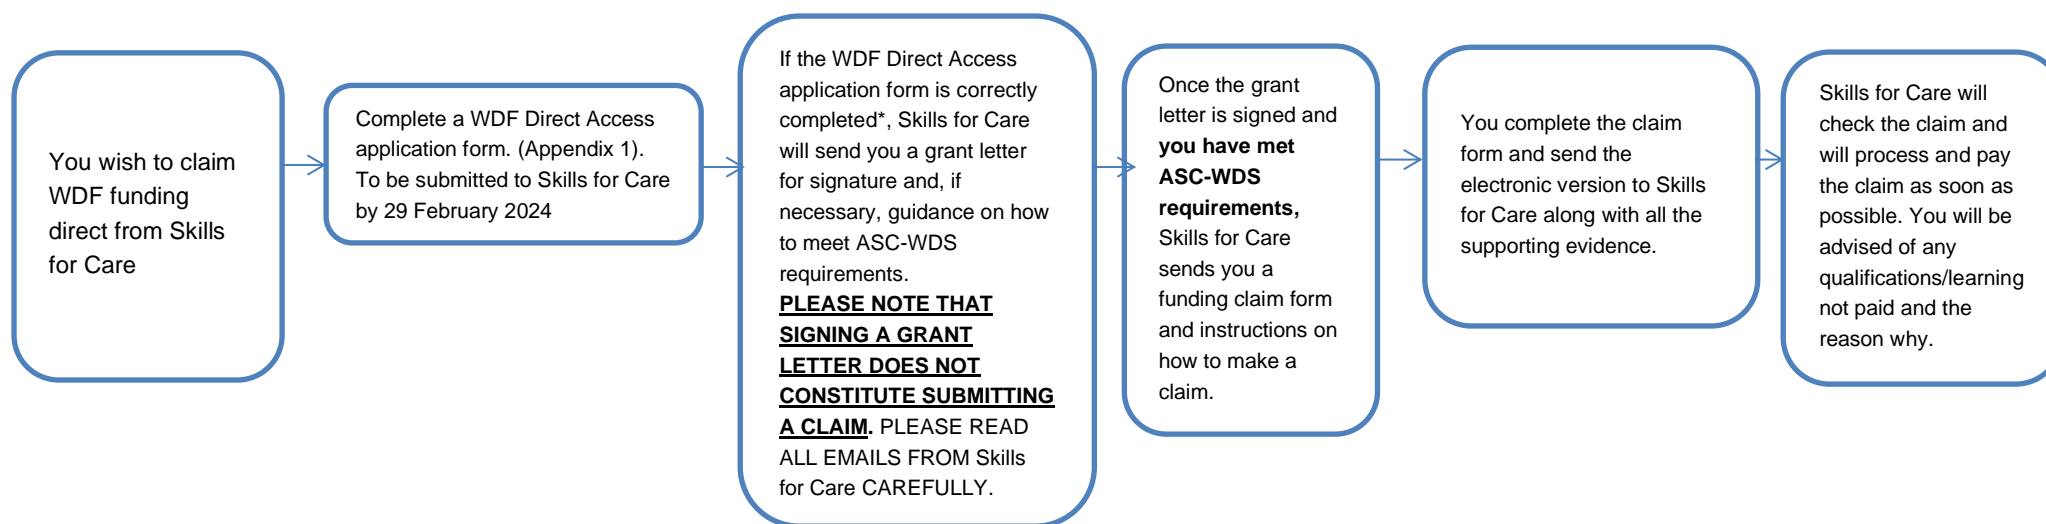 You wish to claim
WDF funding
direct from Skills
for Care
Complete a WDF Direct Access
application form. (Appendix 1).
To be submitted to Skills for Care
by 29 February 2024
If the WDF Direct Access
application form is correctly
completed*, Skills for Care
will send you a grant letter
for signature and, if
necessary, guidance on how
to meet ASC-WDS
requirements.
PLEASE NOTE THAT
SIGNING A GRANT
LETTER DOES NOT
CONSTITUTE SUBMITTING
A CLAIM. PLEASE READ
ALL EMAILS FROM Skills
for Care CAREFULLY.
Once the grant
letter is signed and
you have met
ASC-WDS
requirements,
Skills for Care
sends you a
funding claim form
and instructions on
how to make a
claim.
You complete the claim
form and send the
electronic version to Skills
for Care along with all the
supporting evidence.
Skills for Care will
check the claim and
will process and pay
the claim as soon as
possible. You will be
advised of any
qualifications/learning
not paid and the
reason why.